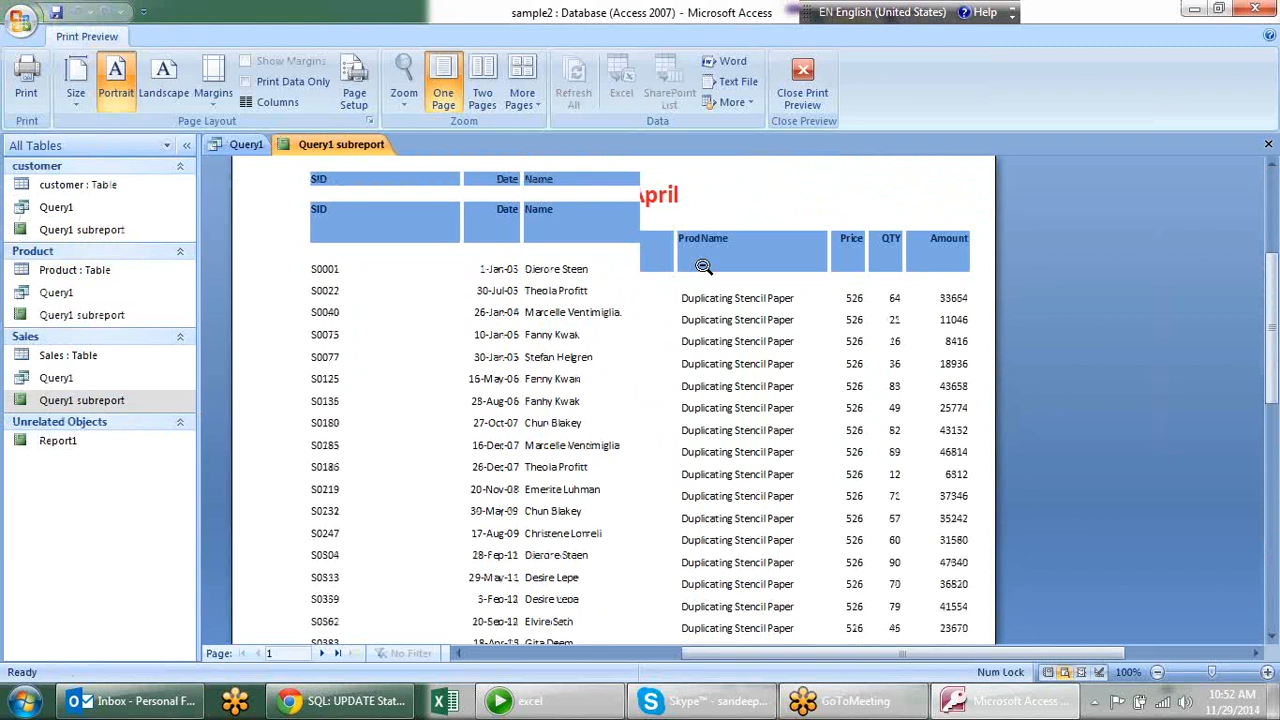 sample2 : Database (Access 2007) - Microsoft Access
EN English (United States)
Help
Print Preview
Print
Size
Portrait
Landscape
Margins
Show Margins
Print Data Only
Columns
Page Setup
Zoom
One Page
Two Pages
More Pages
Refresh All
Excel
SharePoint List
Word
Text File
More
Close Print Preview
Print
Page Layout
Zoom
Data
Close Preview
All Tables
customer
customer : Table
Query1
Query1 subreport
Product
Product : Table
Query1
Query1 subreport
Sales
Sales : Table
Query1
Query1 subreport
Unrelated Objects
Report1
Query1
Query1 subreport
SID Date Name
April
SID Date Name
ProdName Price QTY Amount
S0001 1-Jan-03 Dierdre Steen
S0022 30-Jul-03 Theola Profitt
S0040 26-Jan-04 Marcelle Ventimiglia
S0075 10-Jan-05 Fanny Kwak
S0077 30-Jan-05 Stefan Helgren
S0125 16-May-06 Fanny Kwak
S0135 28-Aug-06 Fanny Kwak
S0180 27-Oct-07 Chun Blakey
S0185 16-Dec-07 Marcelle Ventimiglia
S0186 26-Dec-07 Theola Profitt
S0219 20-Nov-08 Emerite Luhman
S0232 30-May-09 Chun Blakey
S0247 17-Aug-09 Christene Lorreli
S0304 Dierdre Steen
S0313 29-May-11 Desire Lepe
S0359 Desire Lepe
S0362 20-Sep-12 Elvire Seth
S0383 Gita Deem
Duplicating Stencil Paper 526 64 33664
Duplicating Stencil Paper 526 21 11046
Duplicating Stencil Paper 526 16 8416
Duplicating Stencil Paper 526 36 18936
Duplicating Stencil Paper 526 83 43658
Duplicating Stencil Paper 526 49 25774
Duplicating Stencil Paper 526 82 43132
Duplicating Stencil Paper 526 89 46814
Duplicating Stencil Paper 526 12 6312
Duplicating Stencil Paper 526 71 37346
Duplicating Stencil Paper 526 67 35242
Duplicating Stencil Paper 526 60 31560
Duplicating Stencil Paper 526 90 47340
Duplicating Stencil Paper 526 70 36820
Duplicating Stencil Paper 526 79 41554
Duplicating Stencil Paper 526 45 23670
Page: 1
No Filter
Ready
Num Lock
100%
Inbox - Personal F...
SQL: UPDATE Stat...
excel
Skype™ - sandeep...
GoToMeeting
Microsoft Access ...
10:52 AM
11/29/2014